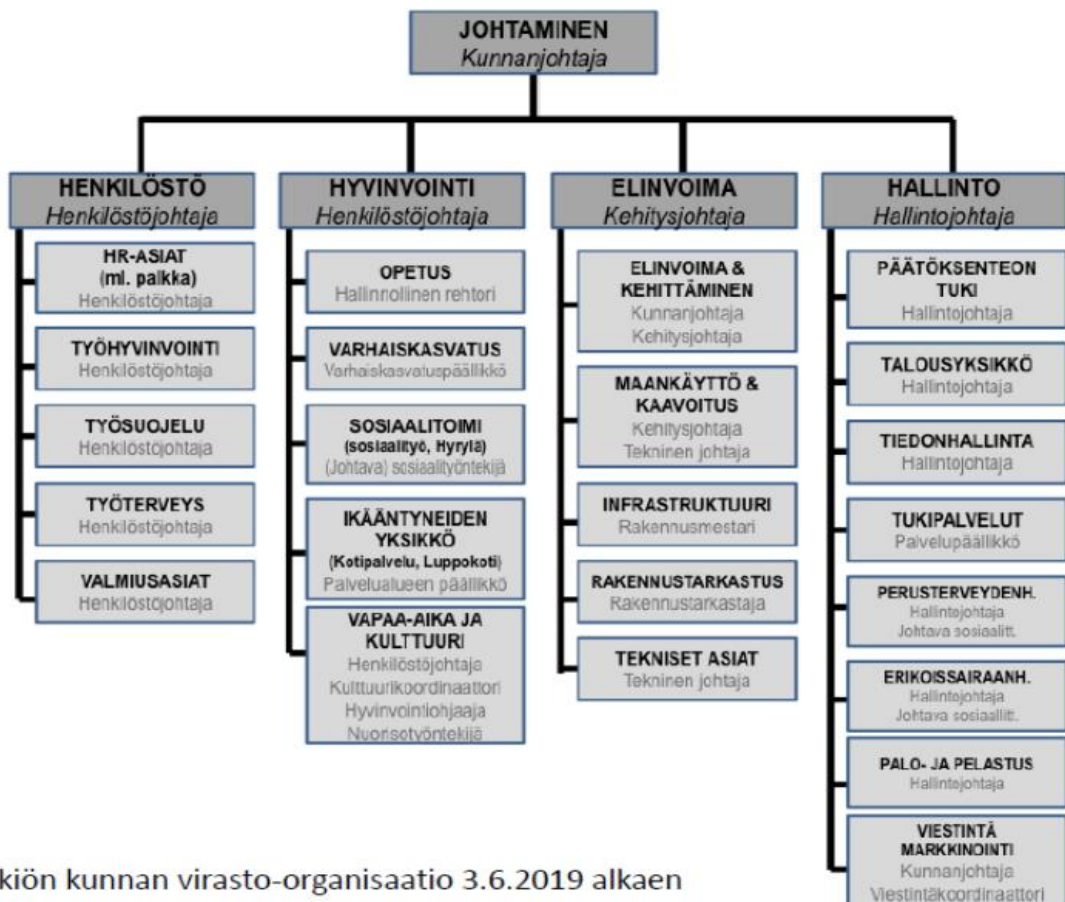 JOHTAMINEN
Kunnanjohtaja
HENKILÖSTÖ
Henkilöstöjohtaja
HR-ASIAT
(ml. palkka)
Henkilöstöjohtaja
TYÖHYVINVOINTI
Henkilöstöjohtaja
TYÖSUOJELU
Henkilöstöjohtaja
TYÖTERVEYS
Henkilöstöjohtaja
VALMIUSASIAT
Henkilöstöjohtaja
HYVINVOINTI
Henkilöstöjohtaja
OPETUS
Hallinnollinen rehtori
VARHAISKASVATUS
Varhaiskasvatuspäällikkö
SOSIAALITOIMI
(sosiaalityö, Hyrylä)
(Johtava) sosiaalityöntekijä
IKÄÄNTYNEIDEN
YKSIKKÖ
(Kotipalvelu, Luppokoti)
Palvelualueen päällikkö
VAPAA-AIKA JA
KULTTUURI
Henkilöstöjohtaja
Kulttuurikoordinaattori
Hyvinvointiohjaaja
Nuorisotyöntekijä
ELINVOIMA
Kehitysjohtaja
ELINVOIMA &
KEHITTÄMINEN
Kunnanjohtaja
Kehitysjohtaja
MAANKÄYTTÖ &
KAAVOITUS
Kehitysjohtaja
Tekninen johtaja
INFRASTRUKTUURI
Rakennusmestari
RAKENNUSTARKASTUS
Rakennustarkastaja
TEKNISET ASIAT
Tekninen johtaja
HALLINTO
Hallintojohtaja
PÄÄTÖKSENTEON
TUKI
Hallintojohtaja
TALOUSYKSIKKÖ
Hallintojohtaja
TIEDONHALLINTA
Hallintojohtaja
TUKIPALVELUT
Palvelupäällikkö
PERUSTERVEYDENH.
Hallintojohtaja
Johtava sosiaalitt.
ERIKOISSAIRAANH.
Hallintojohtaja
Johtava sosiaalitt.
PALO- JA PELASTUS
Hallintojohtaja
VIESTINTÄ
MARKKINOINTI
Kunnanjohtaja
Viestintäkoordinaattori
kiön kunnan virasto-organisaatio 3.6.2019 alkaen